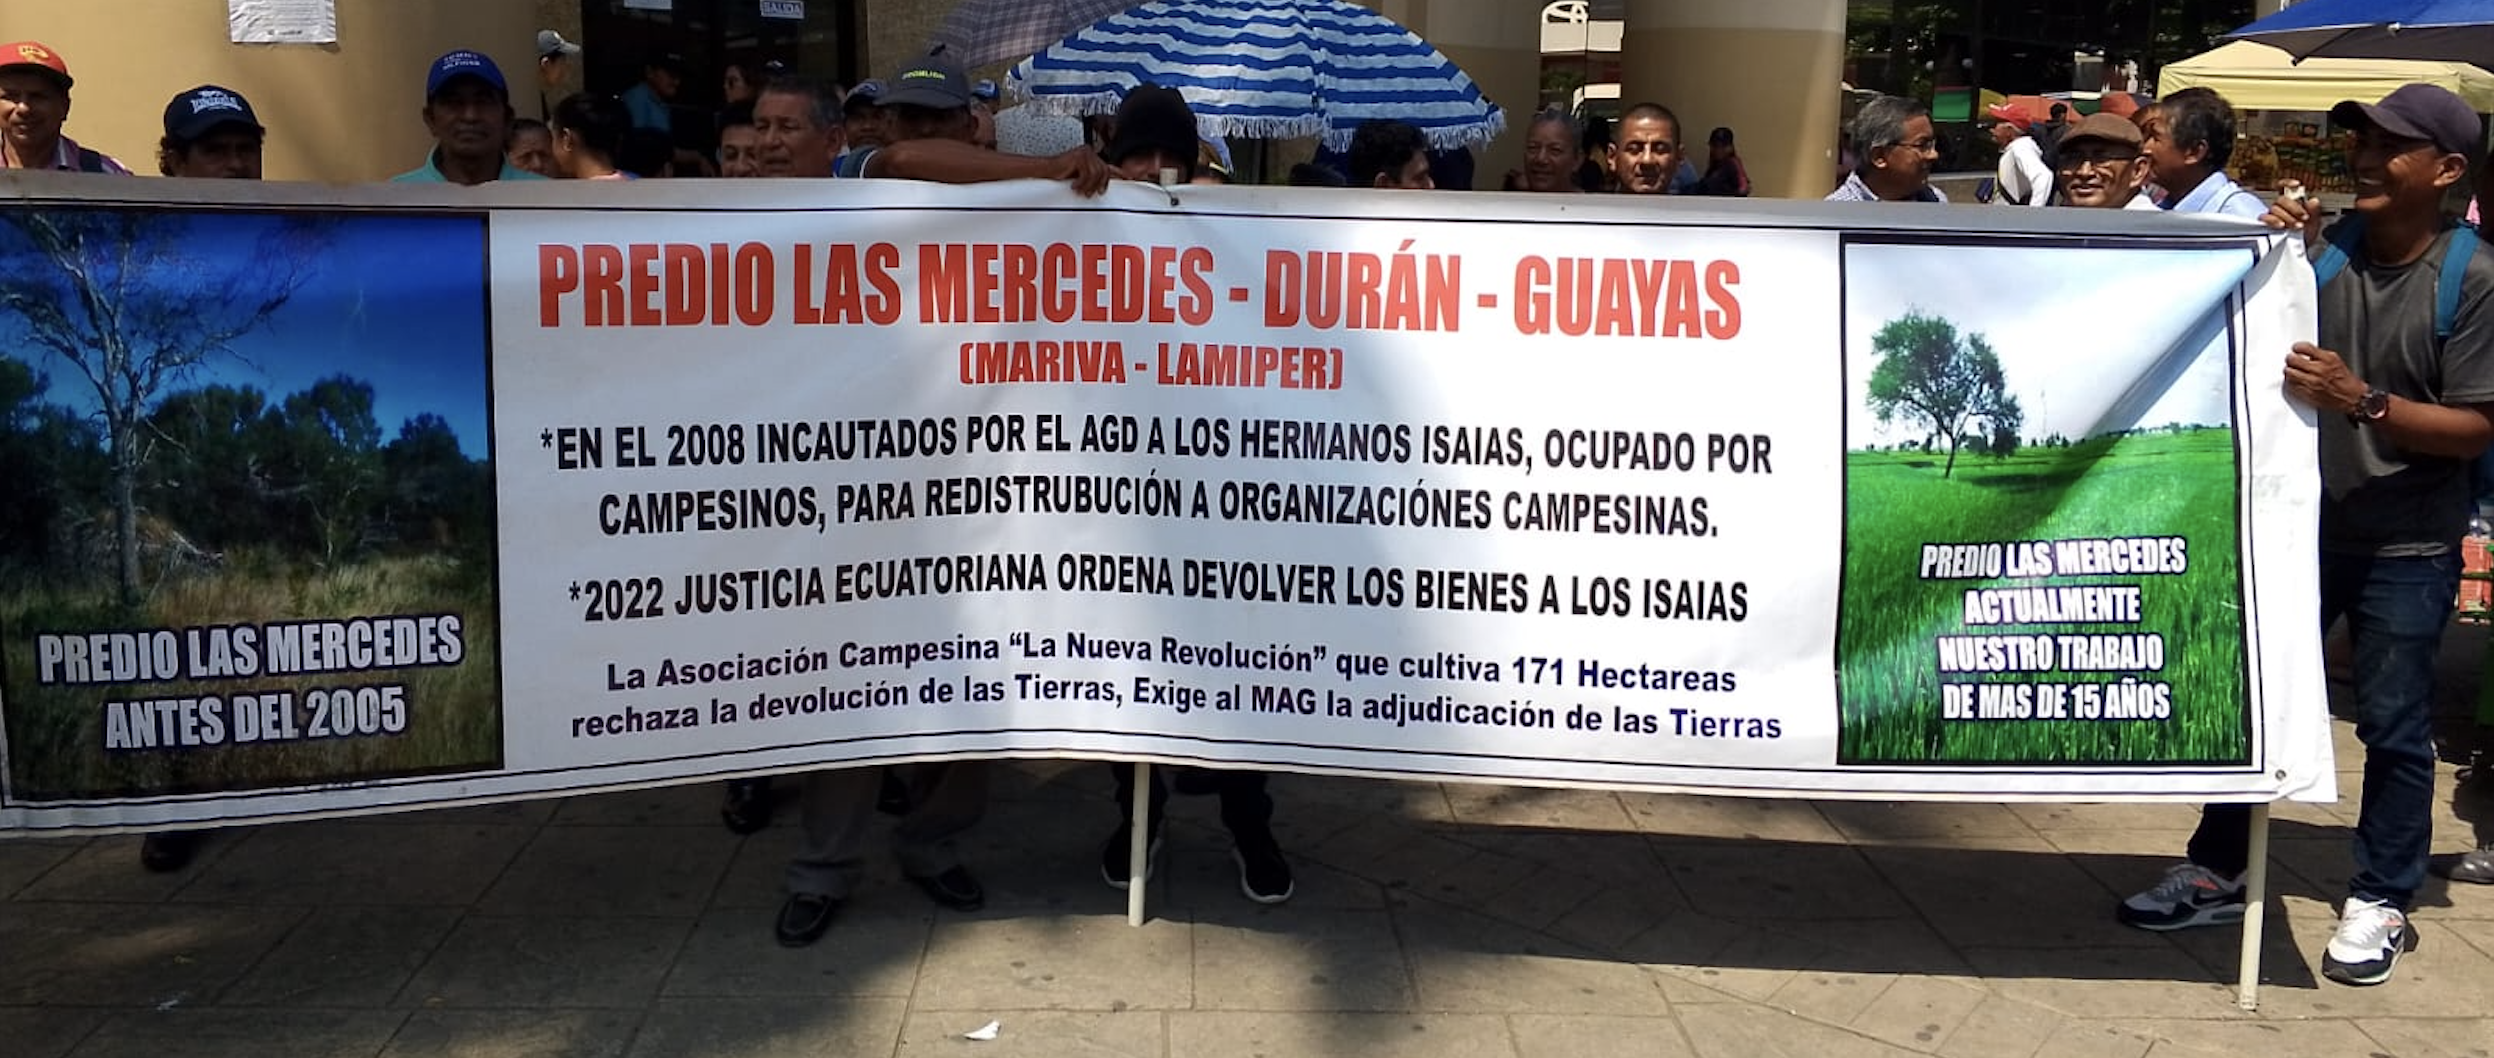 SALIDA
PREDIO LAS MERCEDES - DURÁN - GUAYAS
(MARIVA - LAMIPER)
*EN EL 2008 INCAUTADOS POR EL AGD A LOS HERMANOS ISAIAS, OCUPADO POR
CAMPESINOS, PARA REDISTRUBUCIÓN A ORGANIZACIÓNES CAMPESINAS.
*2022 JUSTICIA ECUATORIANA ORDENA DEVOLVER LOS BIENES A LOS ISAIAS
La Asociación Campesina “La Nueva Revolución” que cultiva 171 Hectareas
rechaza la devolución de las Tierras, Exige al MAG la adjudicación de las Tierras
PREDIO LAS MERCEDES
ANTES DEL 2005
PREDIO LAS MERCEDES
ACTUALMENTE
NUESTRO TRABAJO
DE MAS DE 15 AÑOS